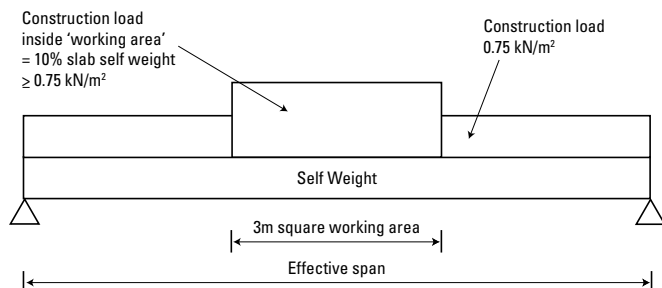 Construction load
inside ‘working area’
= 10% slab self weight
≥ 0.75 kN/m²
Construction load
0.75 kN/m²
Self Weight
3m square working area
Effective span